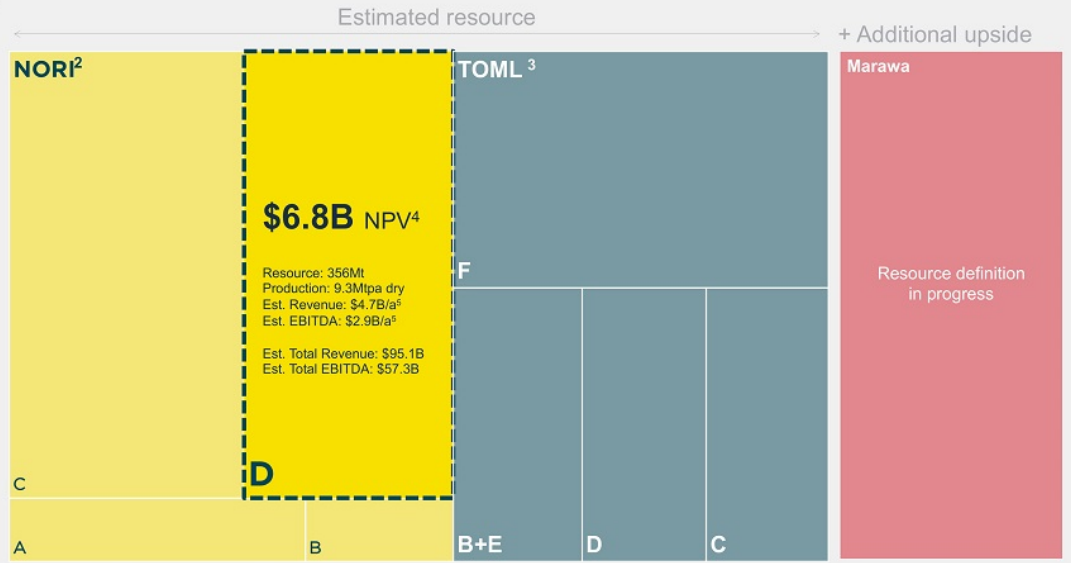 Estimated resource
+ Additional upside
NORI²
TOML ³
Marawa
$6.8B NPV⁴
Resource: 356Mt
Production: 9.3Mtpa dry
Est. Revenue: $4.7B/a⁵
Est. EBITDA: $2.9B/a⁵
Est. Total Revenue: $95.1B
Est. Total EBITDA: $57.3B
F
Resource definition
in progress
C
D
A
B
B+E
D
C